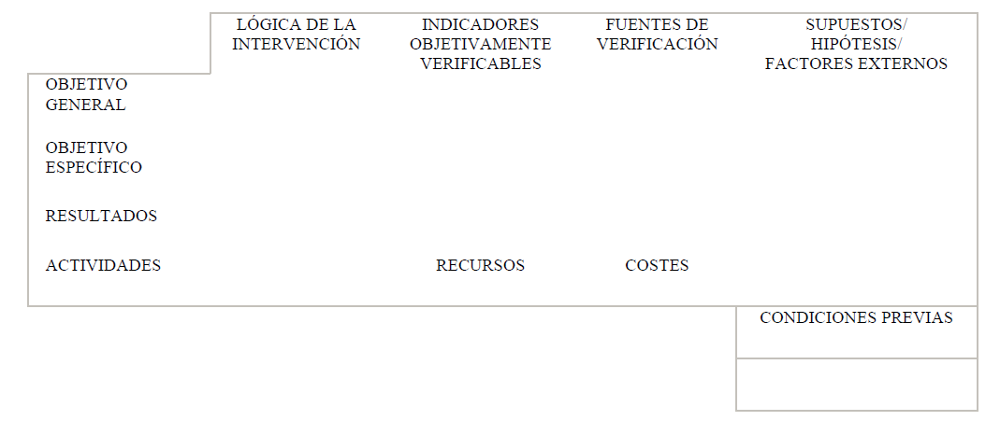 LÓGICA DE LA
INTERVENCIÓN
INDICADORES
OBJETIVAMENTE
VERIFICABLES
FUENTES DE
VERIFICACIÓN
SUPUESTOS/
HIPÓTESIS/
FACTORES EXTERNOS
OBJETIVO
GENERAL
OBJETIVO
ESPECÍFICO
RESULTADOS
ACTIVIDADES
RECURSOS
COSTES
CONDICIONES PREVIAS